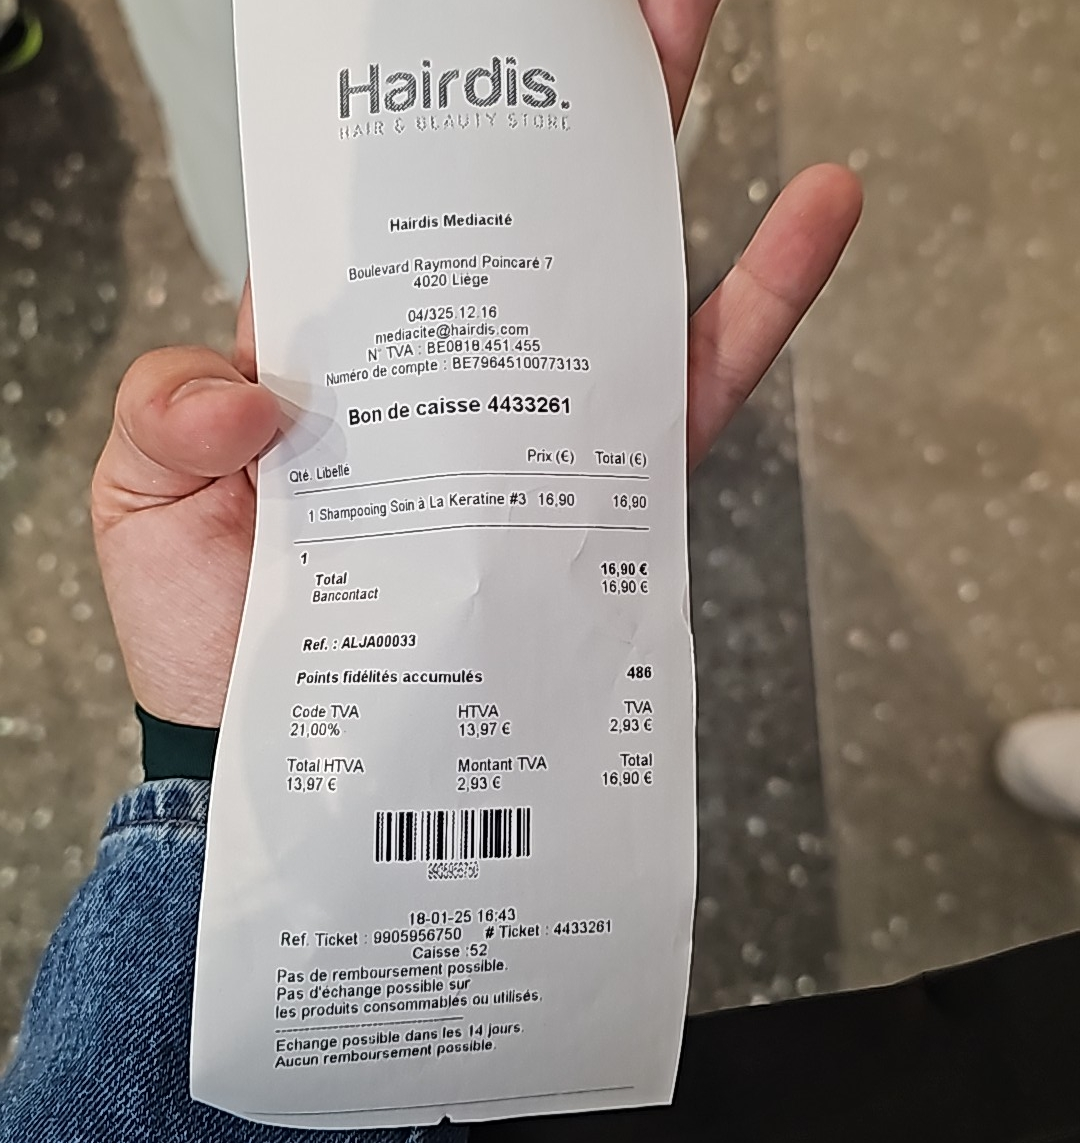 Hairdis.
HAIR & BEAUTY STORE
Hairdis Mediacité
Boulevard Raymond Poincaré 7
4020 Liège
04/325.12.16
mediacite@hairdis.com
N° TVA : BE0818.451.455
Numéro de compte : BE79645100773133
Bon de caisse 4433261
Qté. Libellé Prix (€) Total (€)
1 Shampooing Soin à La Keratine #3 16,90 16,90
1
Total 16,90 €
Bancontact 16,90 €
Ref. : ALJA00033
Points fidélités accumulés 486
Code TVA HTVA TVA
21,00% 13,97 € 2,93 €
Total HTVA Montant TVA Total
13,97 € 2,93 € 16,90 €
9905956750
18-01-25 16:43
Ref. Ticket : 9905956750 # Ticket : 4433261
Caisse :52
Pas de remboursement possible.
Pas d'échange possible sur
les produits consommables ou utilisés.
Echange possible dans les 14 jours.
Aucun remboursement possible.